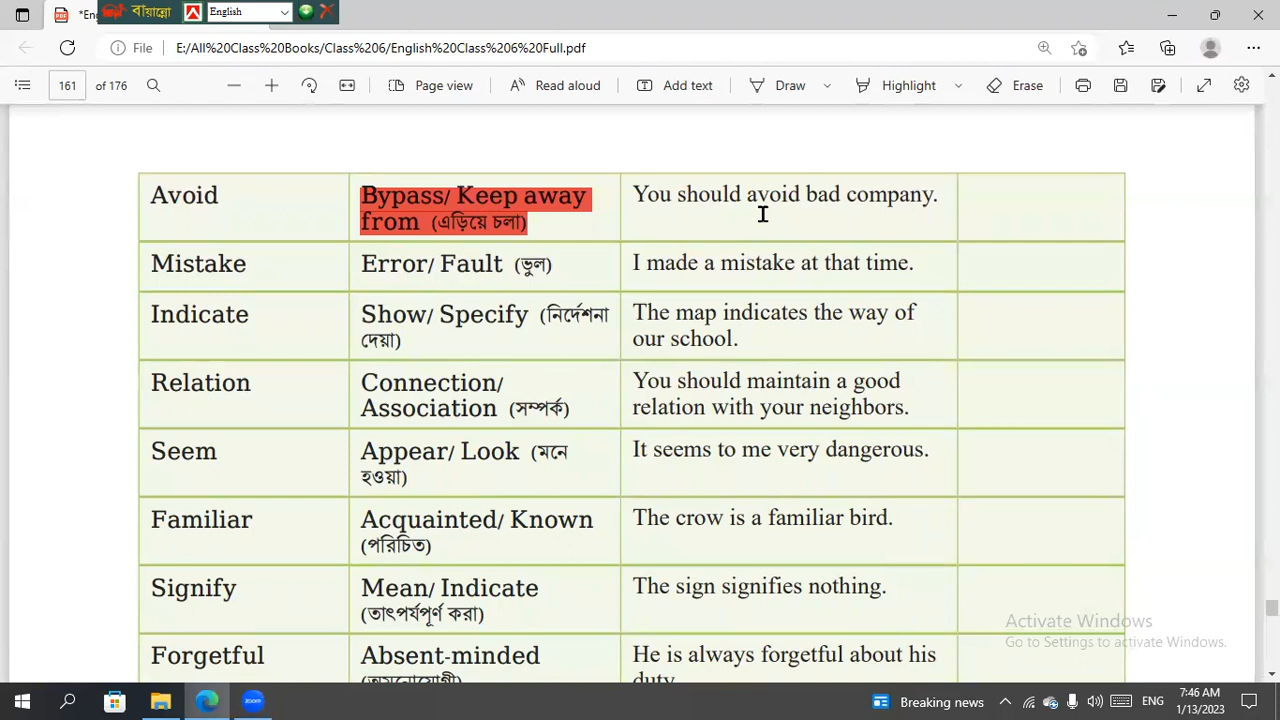 *En
বায়ান্নো
English
File
E:/All%20Class%20Books/Class%206/English%20Class%206%20Full.pdf
161 of 176
Page view
Read aloud
Add text
Draw
Highlight
Erase
Avoid
Bypass/ Keep away
from (এড়িয়ে চলা)
You should avoid bad company.
Mistake
Error/ Fault (ভুল)
I made a mistake at that time.
Indicate
Show/ Specify (নির্দেশনা
দেয়া)
The map indicates the way of
our school.
Relation
Connection/
Association (সম্পর্ক)
You should maintain a good
relation with your neighbors.
Seem
Appear/ Look (মনে
হওয়া)
It seems to me very dangerous.
Familiar
Acquainted/ Known
(পরিচিত)
The crow is a familiar bird.
Signify
Mean/ Indicate
(তাৎপর্যপূর্ণ করা)
The sign signifies nothing.
Forgetful
Absent-minded
He is always forgetful about his
duty
Activate Windows
Go to Settings to activate Windows.
zoom
Breaking news
ENG
7:46 AM
1/13/2023